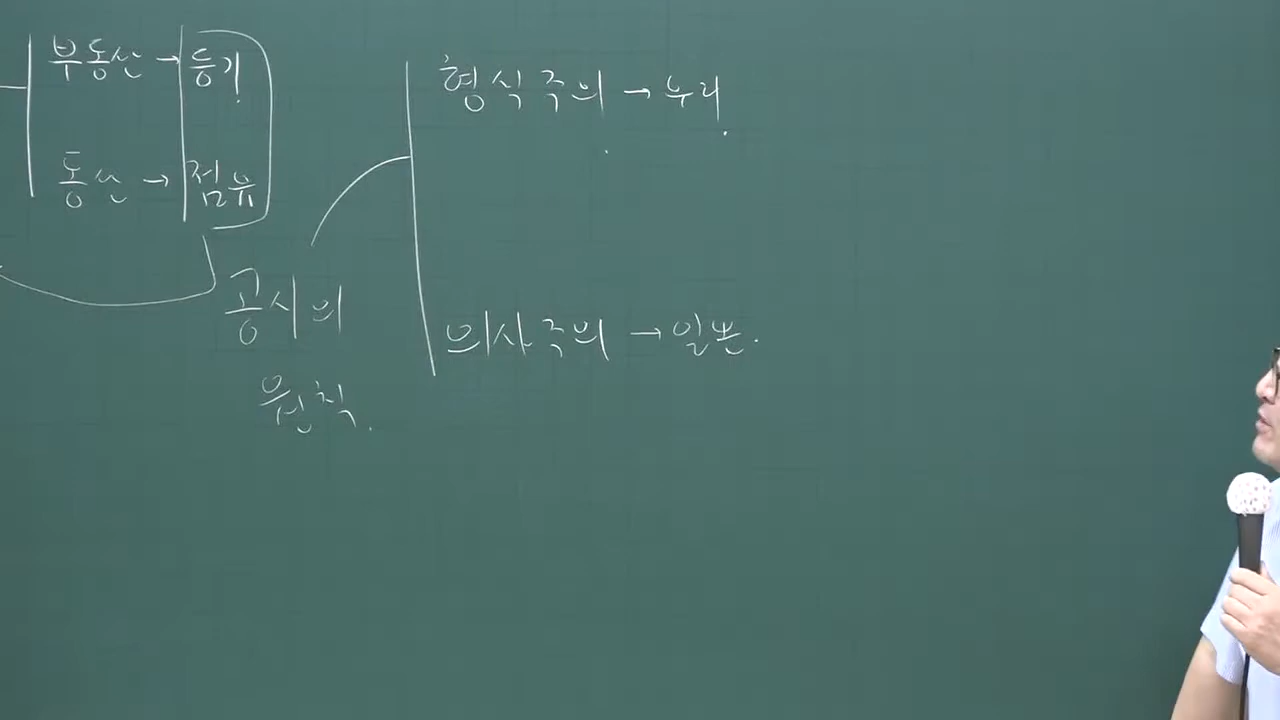 부동산 → 등기
동산 → 점유
공시의
원칙.
형식주의 → 우리.
의사주의 → 일본.